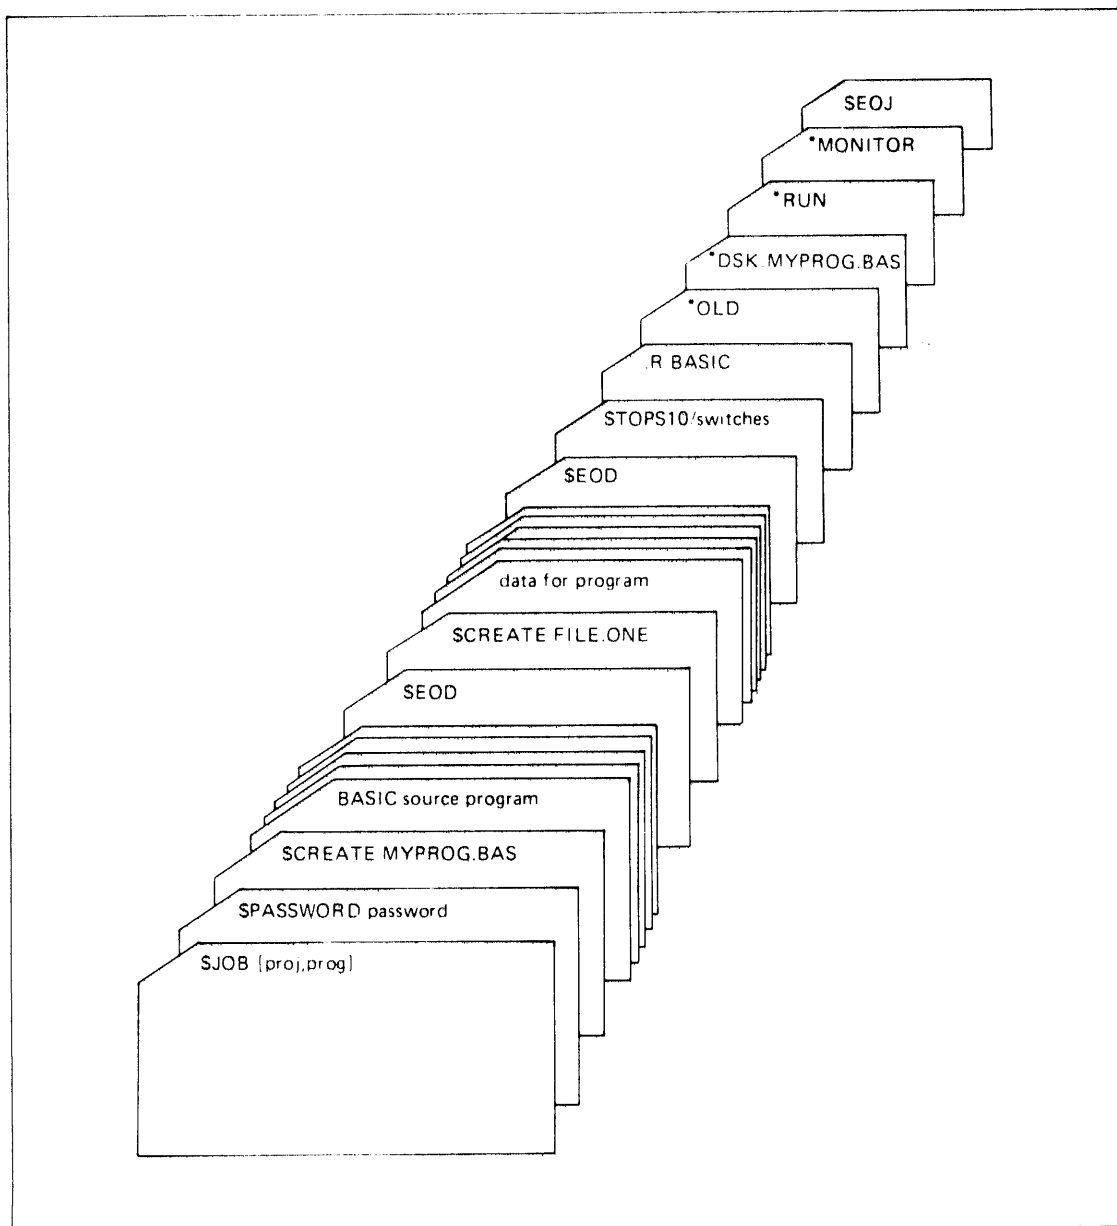 $EOJ
*MONITOR
*RUN
*DSK:MYPROG.BAS
*OLD
.R BASIC
$TOPS10/switches
$EOD
data for program
$CREATE FILE.ONE
$EOD
BASIC source program
$CREATE MYPROG.BAS
$PASSWORD password
$JOB [proj,prog]